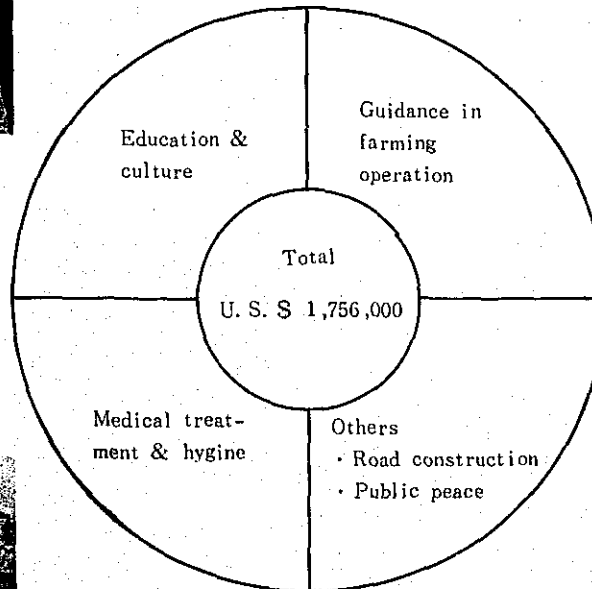 Education &
culture
Guidance in
farming
operation
Total
U. S. S 1,756,000
Medical treat-
ment & hygine
Others
· Road construction
· Public peace